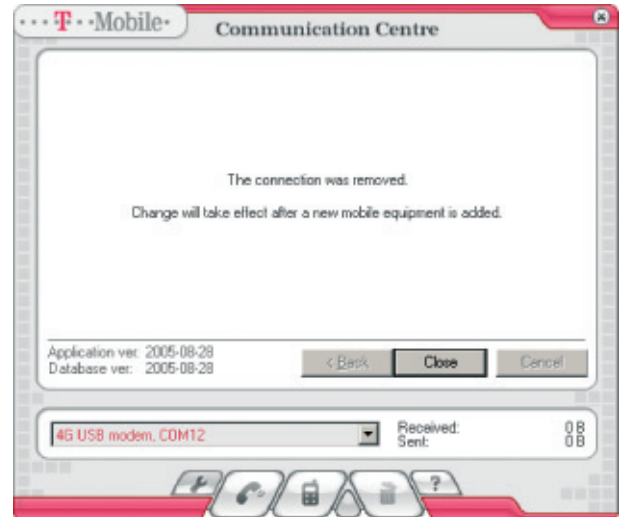 ···T··Mobile·
Communication Centre
The connection was removed.
Change will take effect after a new mobile equipment is added.
Application ver: 2005-08-28
Database ver: 2005-08-28
< Back
Close
Cancel
4G USB modem, COM12
Received: 0 B
Sent: 0 B
?